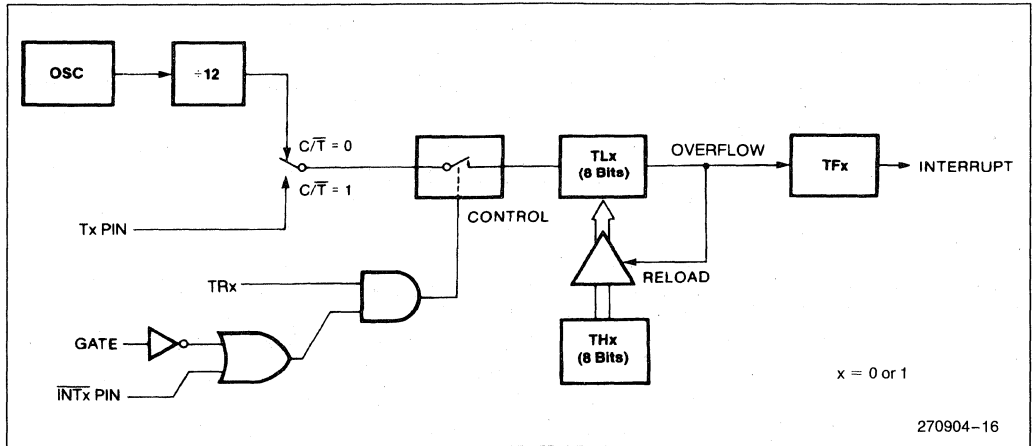 OSC
÷12
C/T̅ = 0
C/T̅ = 1
Tx PIN
CONTROL
TLx
(8 Bits)
OVERFLOW
TFx
INTERRUPT
RELOAD
TRx
THx
(8 Bits)
GATE
I̅N̅T̅x̅ PIN
x = 0 or 1
270904-16